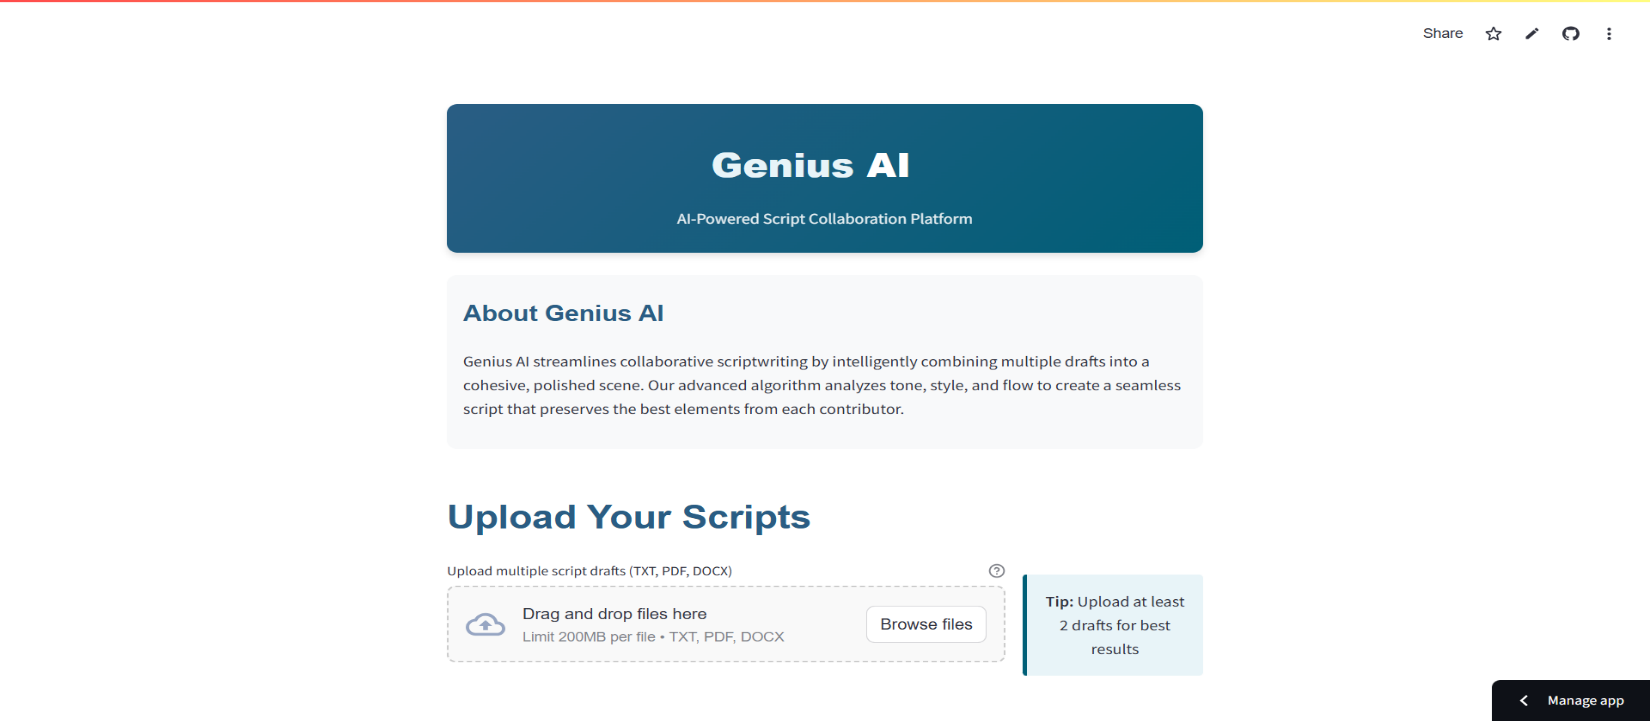 Share
Genius AI
AI-Powered Script Collaboration Platform
About Genius AI
Genius AI streamlines collaborative scriptwriting by intelligently combining multiple drafts into a
cohesive, polished scene. Our advanced algorithm analyzes tone, style, and flow to create a seamless
script that preserves the best elements from each contributor.
Upload Your Scripts
Upload multiple script drafts (TXT, PDF, DOCX)
Drag and drop files here
Limit 200MB per file • TXT, PDF, DOCX
Browse files
Tip: Upload at least
2 drafts for best
results
Manage app